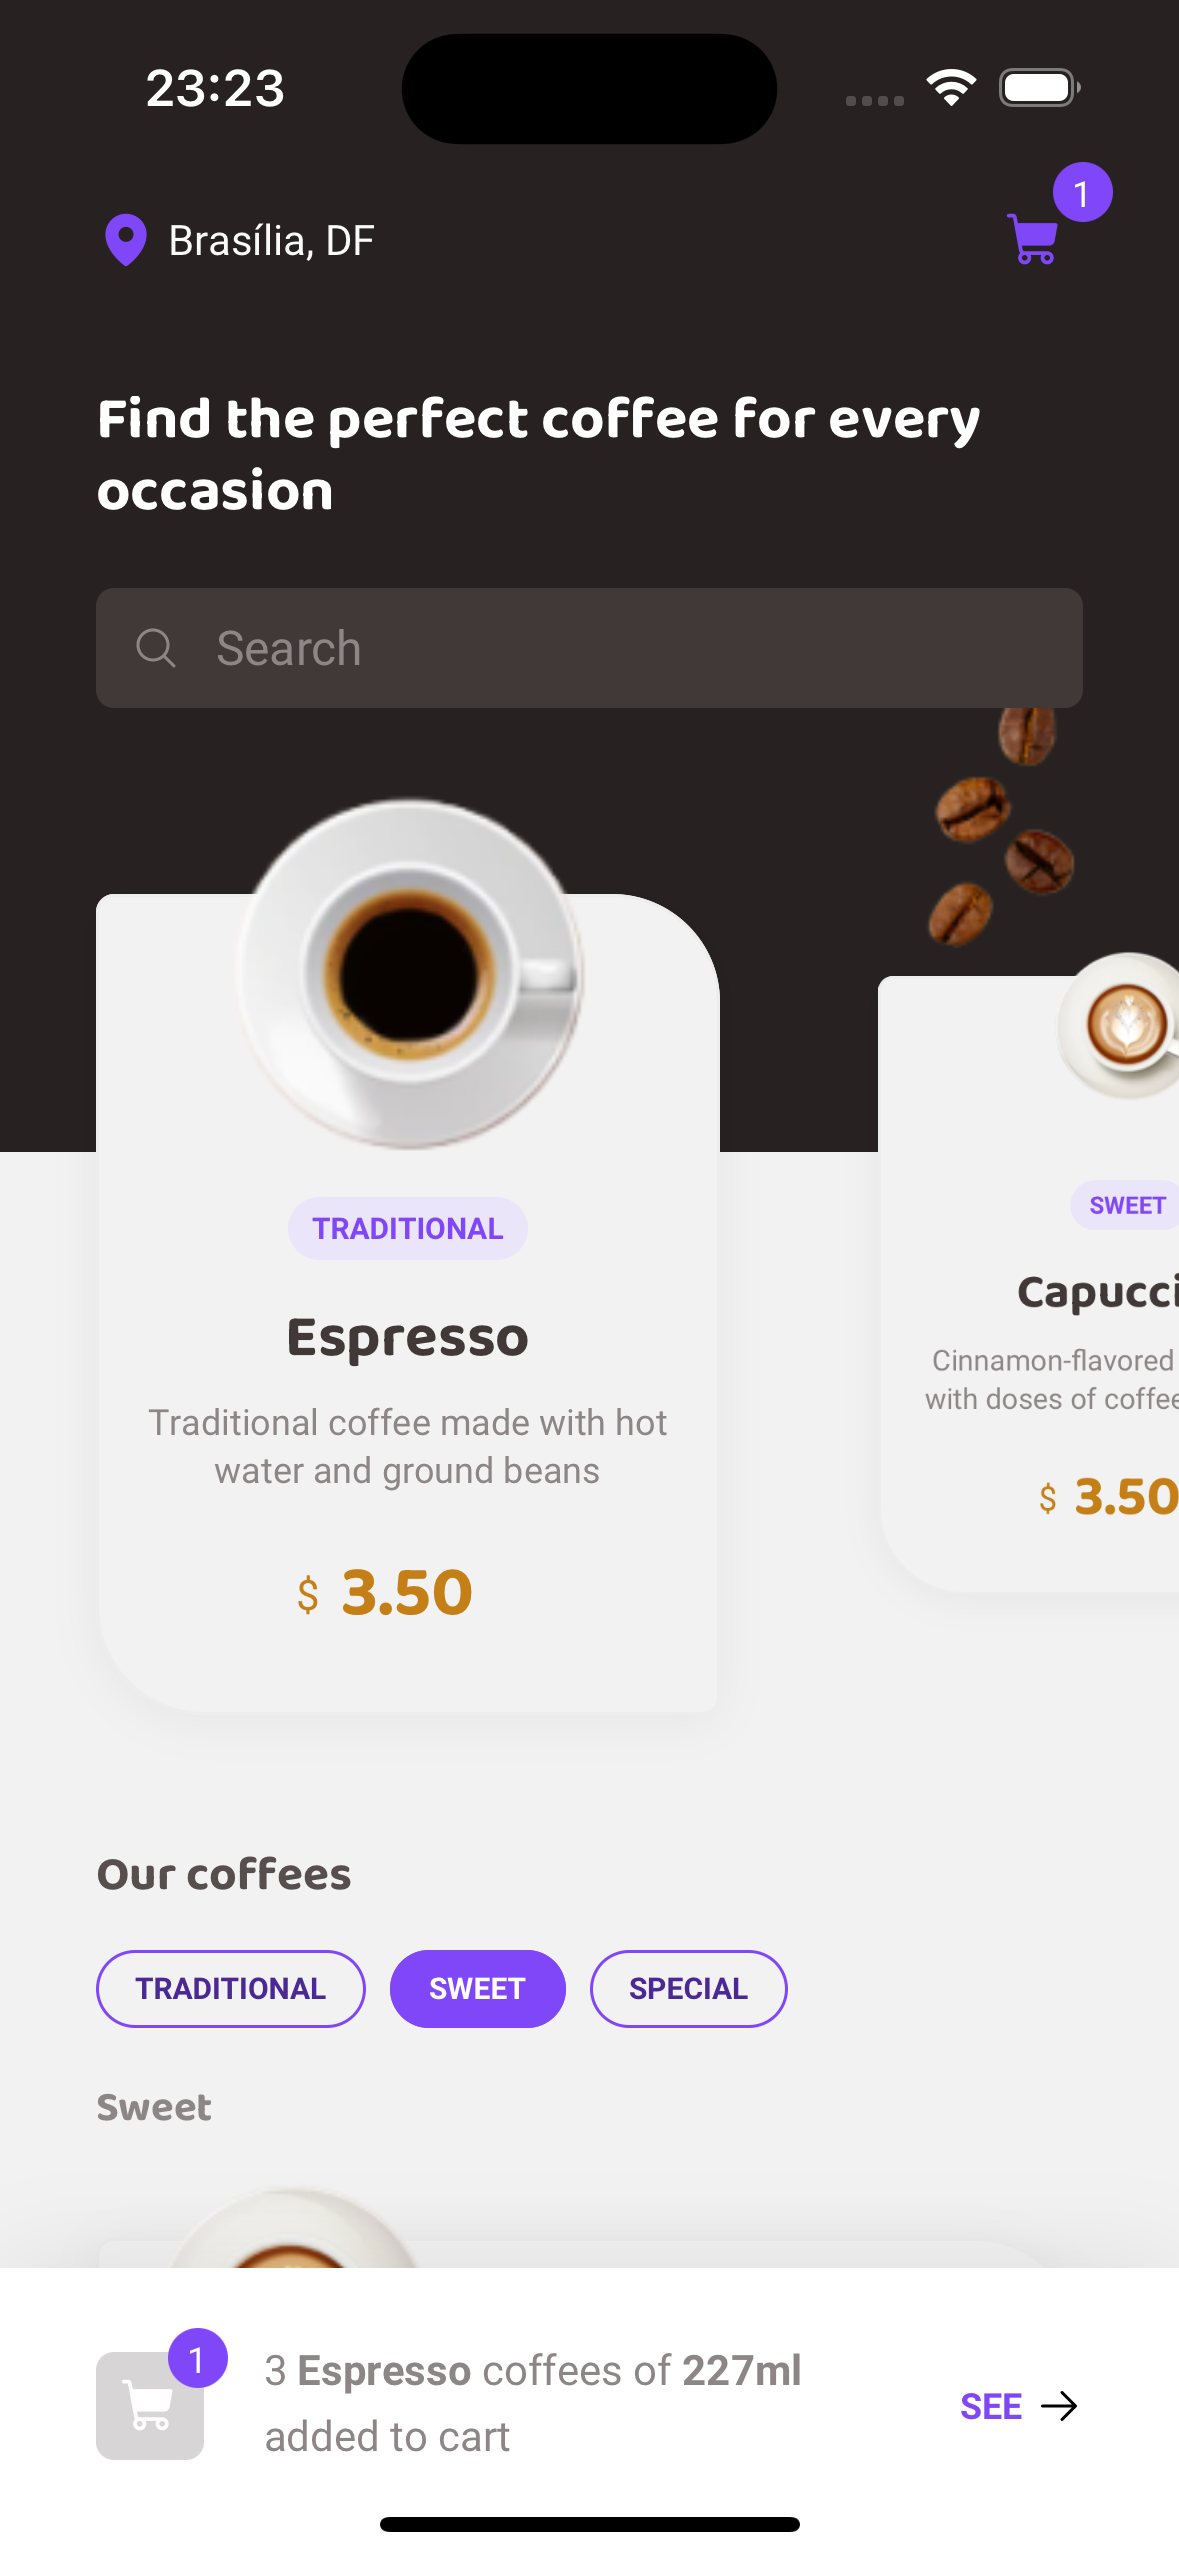 23:23
1
Brasília, DF
Find the perfect coffee for every
occasion
Search
TRADITIONAL
Espresso
Traditional coffee made with hot
water and ground beans
$ 3.50
SWEET
Capucci
Cinnamon-flavored
with doses of coffee
$ 3.50
Our coffees
TRADITIONAL
SWEET
SPECIAL
Sweet
1
3 Espresso coffees of 227ml
added to cart
SEE